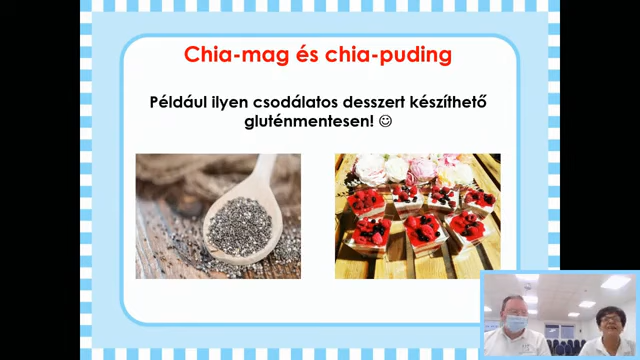 Chia-mag és chia-puding
Például ilyen csodálatos desszert készíthető
gluténmentesen! ☺